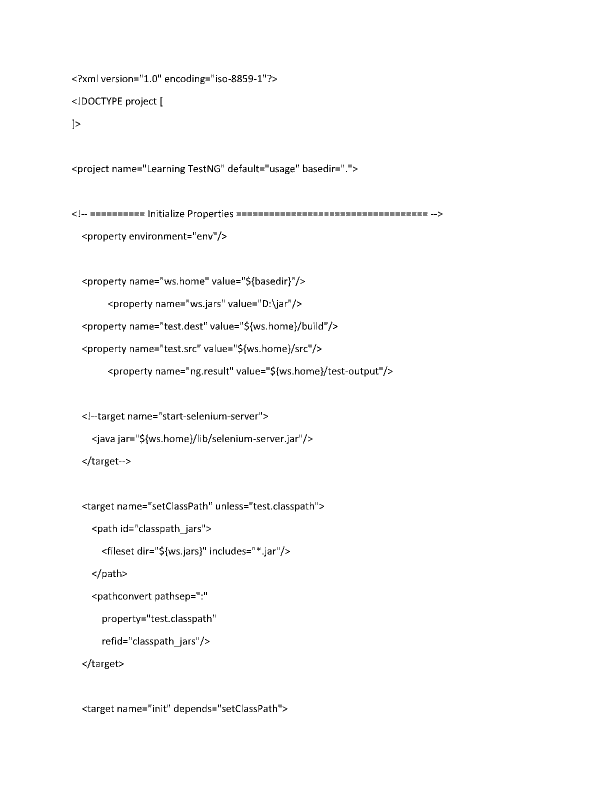 <?xml version="1.0" encoding="iso-8859-1"?>
<!DOCTYPE project [
]>
<project name="Learning TestNG" default="usage" basedir=".">
<!-- ========== Initialize Properties =================================== -->
<property environment="env"/>
<property name="ws.home" value="${basedir}"/>
<property name="ws.jars" value="D:\jar"/>
<property name="test.dest" value="${ws.home}/build"/>
<property name="test.src" value="${ws.home}/src"/>
<property name="ng.result" value="${ws.home}/test-output"/>
<!--target name="start-selenium-server">
<java jar="${ws.home}/lib/selenium-server.jar"/>
</target-->
<target name="setClassPath" unless="test.classpath">
<path id="classpath_jars">
<fileset dir="${ws.jars}" includes="*.jar"/>
</path>
<pathconvert pathsep=":"
property="test.classpath"
refid="classpath_jars"/>
</target>
<target name="init" depends="setClassPath">